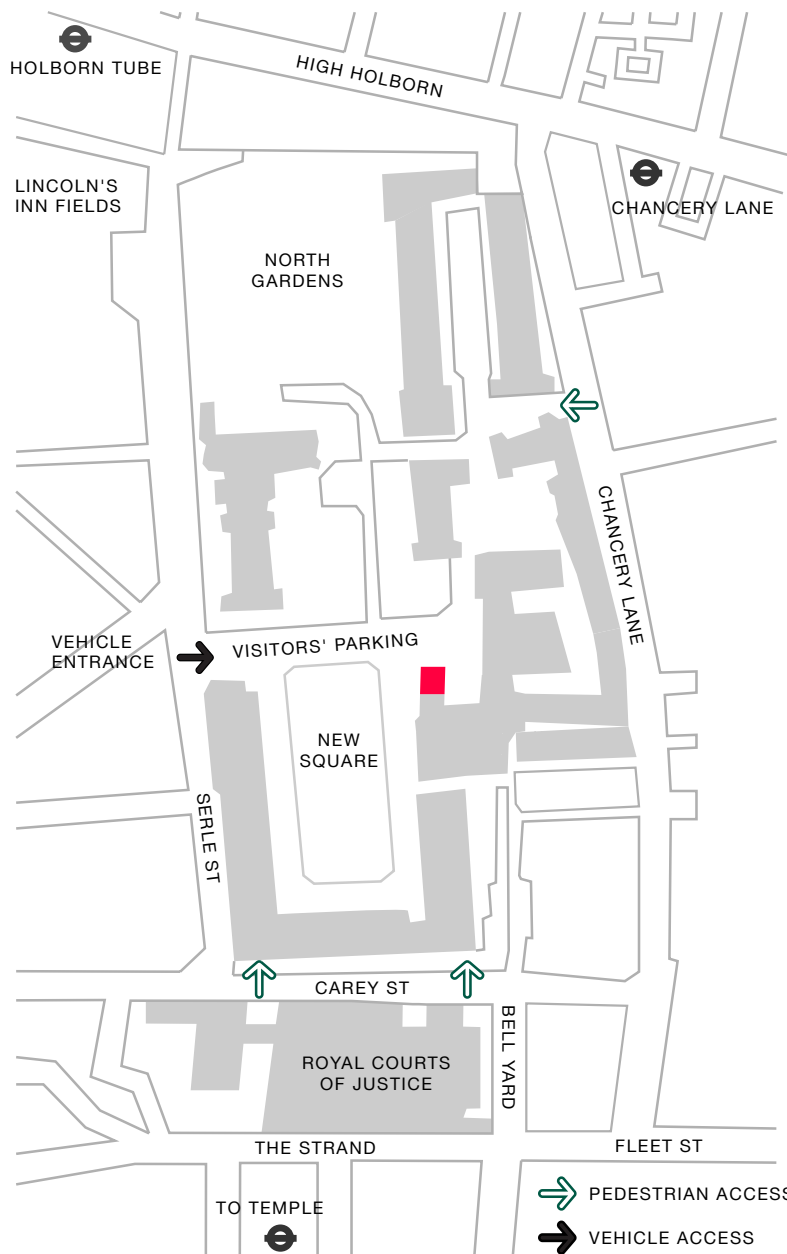 HOLBORN TUBE
HIGH HOLBORN
LINCOLN'S
INN FIELDS
CHANCERY LANE
NORTH
GARDENS
CHANCERY LANE
VEHICLE
ENTRANCE
VISITORS' PARKING
NEW
SQUARE
SERLE ST
CAREY ST
BELL YARD
ROYAL COURTS
OF JUSTICE
THE STRAND
FLEET ST
TO TEMPLE
PEDESTRIAN ACCESS
VEHICLE ACCESS